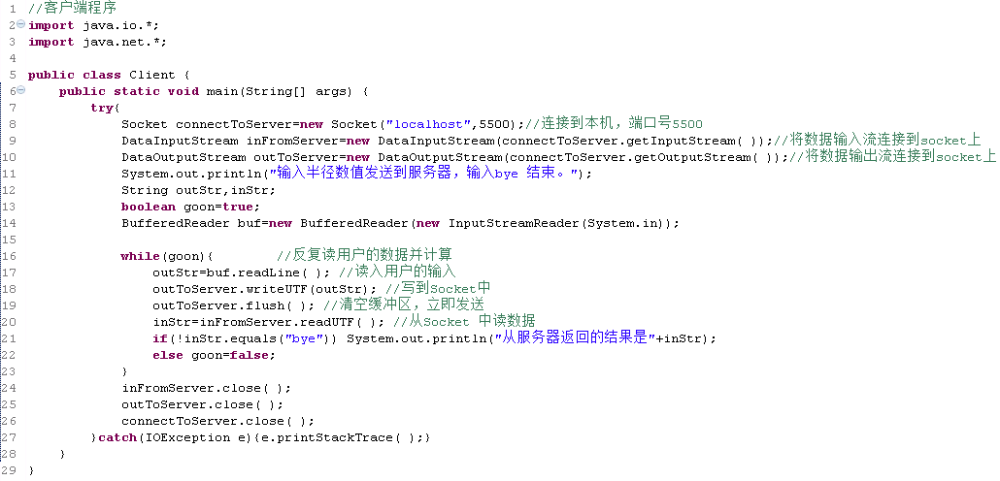 1 //客户端程序
2 import java.io.*;
3 import java.net.*;
4
5 public class Client {
6     public static void main(String[] args) {
7         try{
8             Socket connectToServer=new Socket("localhost",5500);//连接到本机，端口号5500
9             DataInputStream inFromServer=new DataInputStream(connectToServer.getInputStream( ));//将数据输入流连接到socket上
10             DataOutputStream outToServer=new DataOutputStream(connectToServer.getOutputStream( ));//将数据输出流连接到socket上
11             System.out.println("输入半径数值发送到服务器，输入bye 结束。");
12             String outStr,inStr;
13             boolean goon=true;
14             BufferedReader buf=new BufferedReader(new InputStreamReader(System.in));
15
16             while(goon){        //反复读用户的数据并计算
17                 outStr=buf.readLine( ); //读入用户的输入
18                 outToServer.writeUTF(outStr); //写到Socket中
19                 outToServer.flush( ); //清空缓冲区，立即发送
20                 inStr=inFromServer.readUTF( ); //从Socket 中读数据
21                 if(!inStr.equals("bye")) System.out.println("从服务器返回的结果是"+inStr);
22                 else goon=false;
23             }
24             inFromServer.close( );
25             outToServer.close( );
26             connectToServer.close( );
27         }catch(IOException e){e.printStackTrace( );}
28     }
29 }